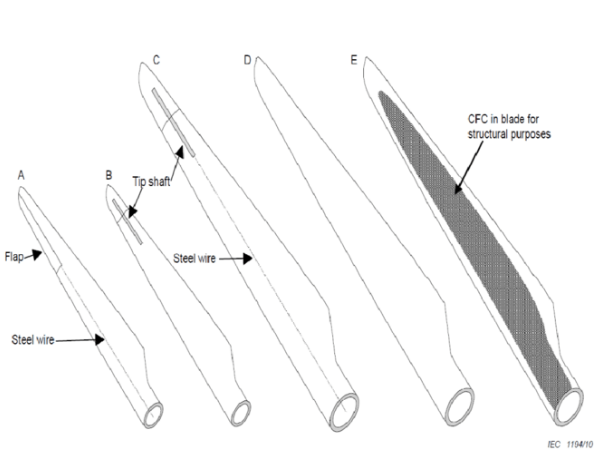 A
B
C
D
E
CFC in blade for
structural purposes
Tip shaft
Flap
Steel wire
Steel wire
IEC 1194/10